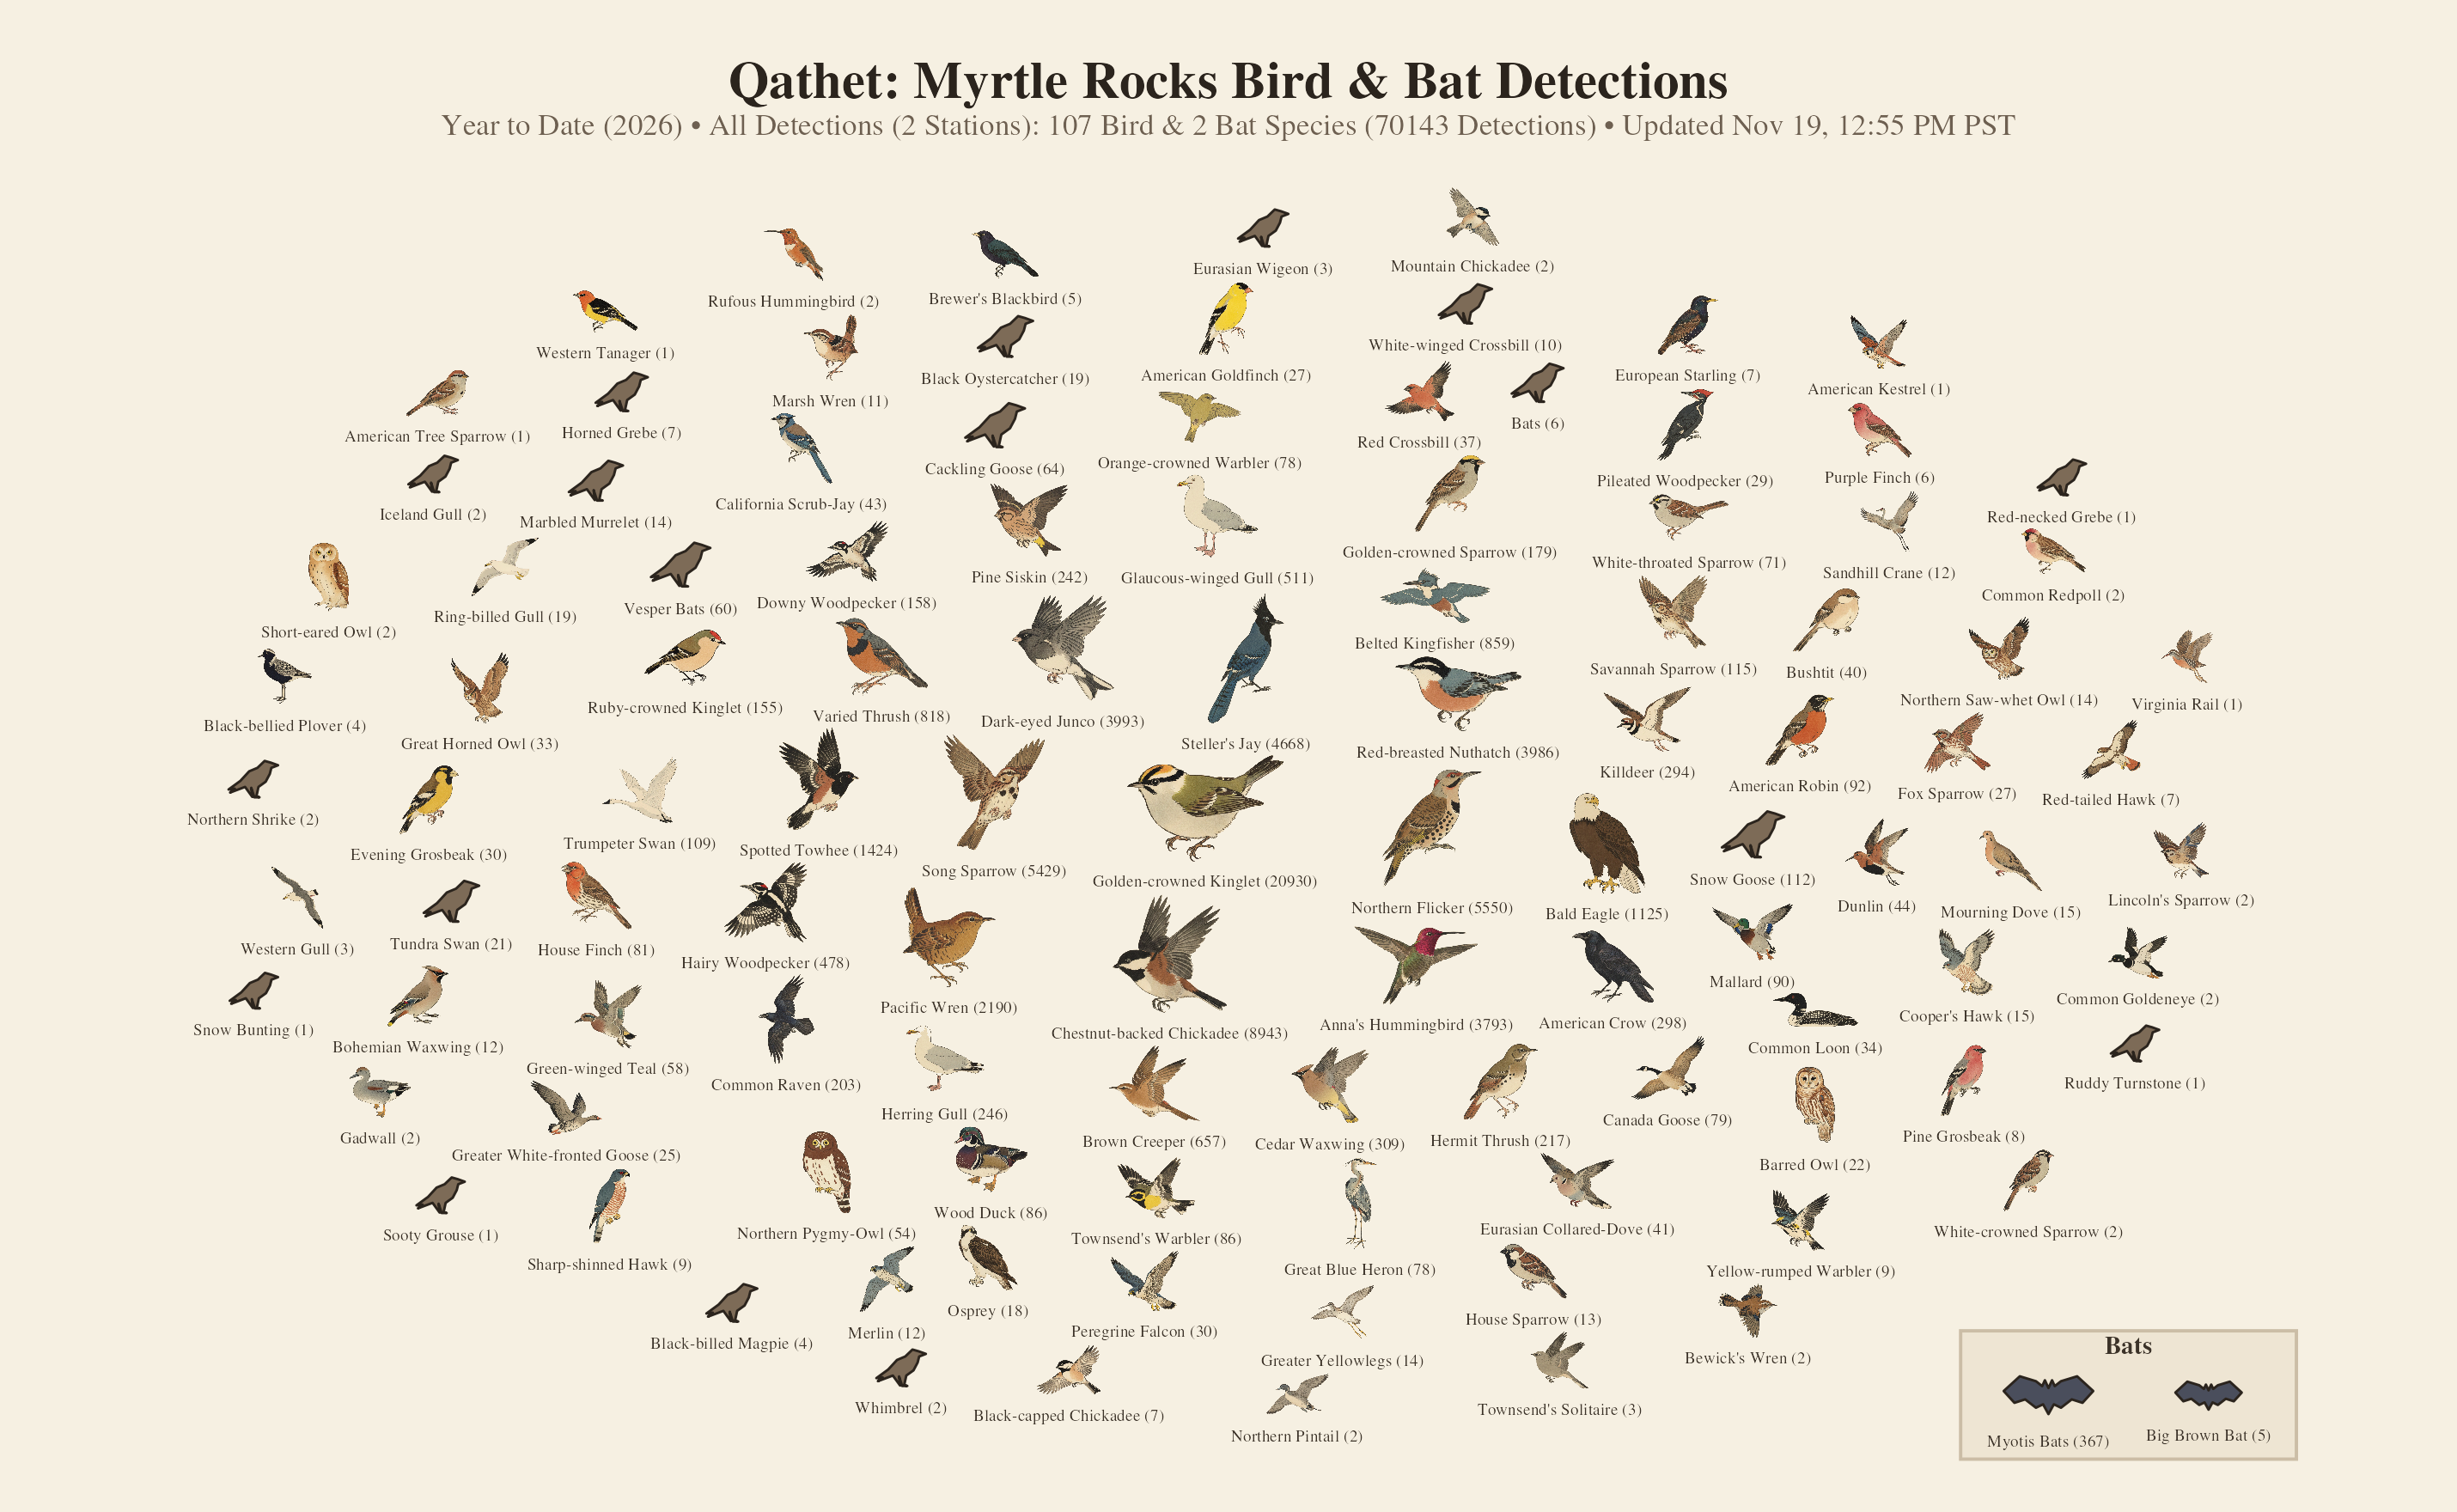 Qathet: Myrtle Rocks Bird & Bat Detections
Year to Date (2026) • All Detections (2 Stations): 107 Bird & 2 Bat Species (70143 Detections) • Updated Nov 19, 12:55 PM PST
Mountain Chickadee (2)
Eurasian Wigeon (3)
Brewer's Blackbird (5)
Rufous Hummingbird (2)
White-winged Crossbill (10)
Western Tanager (1)
American Goldfinch (27)
European Starling (7)
Black Oystercatcher (19)
American Kestrel (1)
Marsh Wren (11)
Bats (6)
Horned Grebe (7)
American Tree Sparrow (1)
Red Crossbill (37)
Orange-crowned Warbler (78)
Cackling Goose (64)
Purple Finch (6)
Pileated Woodpecker (29)
California Scrub-Jay (43)
Iceland Gull (2)
Red-necked Grebe (1)
Marbled Murrelet (14)
Golden-crowned Sparrow (179)
White-throated Sparrow (71)
Sandhill Crane (12)
Pine Siskin (242)
Glaucous-winged Gull (511)
Common Redpoll (2)
Downy Woodpecker (158)
Vesper Bats (60)
Ring-billed Gull (19)
Short-eared Owl (2)
Belted Kingfisher (859)
Savannah Sparrow (115)
Bushtit (40)
Northern Saw-whet Owl (14)
Virginia Rail (1)
Ruby-crowned Kinglet (155)
Varied Thrush (818)
Dark-eyed Junco (3993)
Black-bellied Plover (4)
Great Horned Owl (33)
Steller's Jay (4668)
Red-breasted Nuthatch (3986)
Killdeer (294)
American Robin (92)
Fox Sparrow (27)
Red-tailed Hawk (7)
Northern Shrike (2)
Trumpeter Swan (109)
Spotted Towhee (1424)
Evening Grosbeak (30)
Song Sparrow (5429)
Golden-crowned Kinglet (20930)
Snow Goose (112)
Lincoln's Sparrow (2)
Dunlin (44)
Northern Flicker (5550)
Bald Eagle (1125)
Mourning Dove (15)
Tundra Swan (21)
Western Gull (3)
House Finch (81)
Hairy Woodpecker (478)
Mallard (90)
Common Goldeneye (2)
Pacific Wren (2190)
Cooper's Hawk (15)
American Crow (298)
Anna's Hummingbird (3793)
Snow Bunting (1)
Chestnut-backed Chickadee (8943)
Bohemian Waxwing (12)
Common Loon (34)
Green-winged Teal (58)
Ruddy Turnstone (1)
Common Raven (203)
Herring Gull (246)
Canada Goose (79)
Pine Grosbeak (8)
Gadwall (2)
Hermit Thrush (217)
Brown Creeper (657)
Cedar Waxwing (309)
Greater White-fronted Goose (25)
Barred Owl (22)
Wood Duck (86)
Eurasian Collared-Dove (41)
White-crowned Sparrow (2)
Northern Pygmy-Owl (54)
Sooty Grouse (1)
Townsend's Warbler (86)
Sharp-shinned Hawk (9)
Great Blue Heron (78)
Yellow-rumped Warbler (9)
Osprey (18)
House Sparrow (13)
Peregrine Falcon (30)
Merlin (12)
Black-billed Magpie (4)
Bewick's Wren (2)
Greater Yellowlegs (14)
Whimbrel (2)
Townsend's Solitaire (3)
Black-capped Chickadee (7)
Northern Pintail (2)
Bats
Myotis Bats (367)
Big Brown Bat (5)